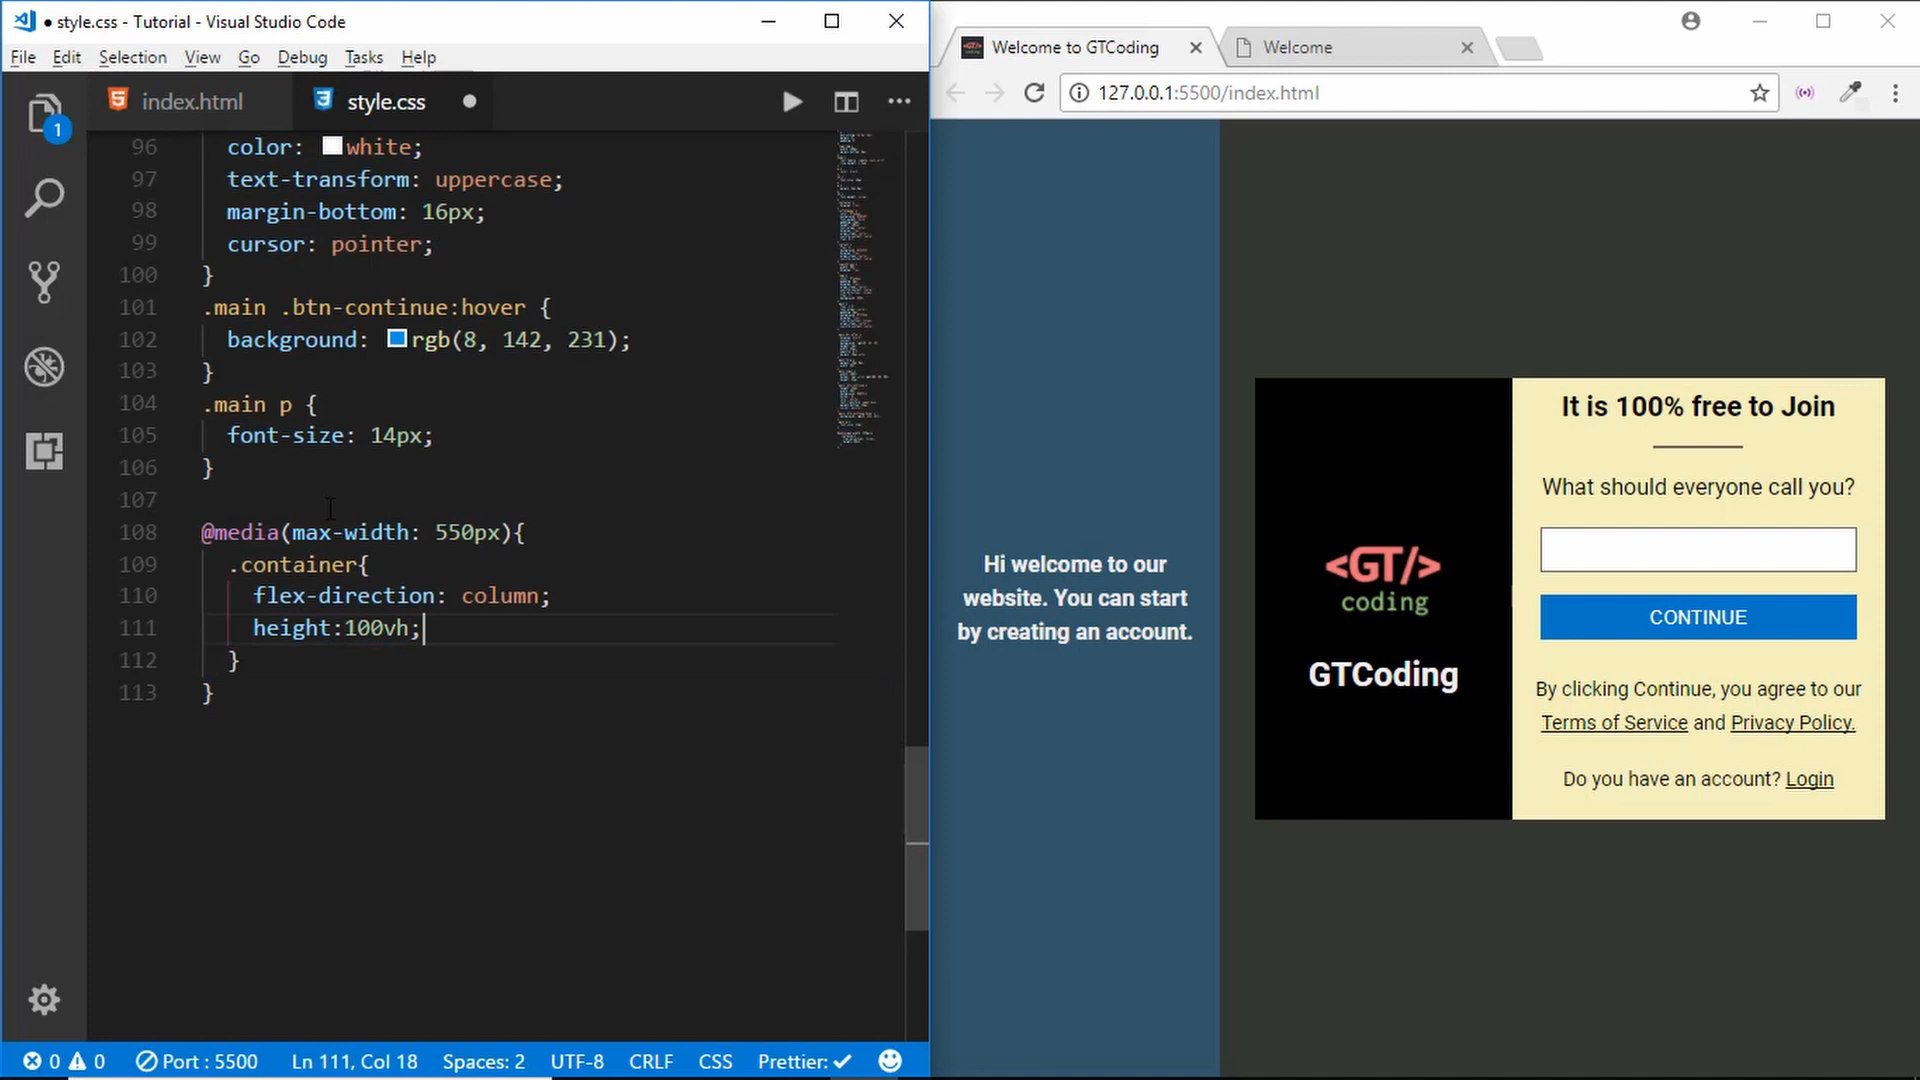 style.css - Tutorial - Visual Studio Code
File Edit Selection View Go Debug Tasks Help
index.html
style.css
1
96 color: white;
97 text-transform: uppercase;
98 margin-bottom: 16px;
99 cursor: pointer;
100 }
101 .main .btn-continue:hover {
102 background: rgb(8, 142, 231);
103 }
104 .main p {
105 font-size: 14px;
106 }
107
108 @media(max-width: 550px){
109 .container{
110 flex-direction: column;
111 height:100vh;
112 }
113 }
0 0 Port : 5500 Ln 111, Col 18 Spaces: 2 UTF-8 CRLF CSS Prettier:
Welcome to GTCoding
Welcome
127.0.0.1:5500/index.html
Hi welcome to our
website. You can start
by creating an account.
<GT/>
coding
GTCoding
It is 100% free to Join
What should everyone call you?
CONTINUE
By clicking Continue, you agree to our
Terms of Service and Privacy Policy.
Do you have an account? Login